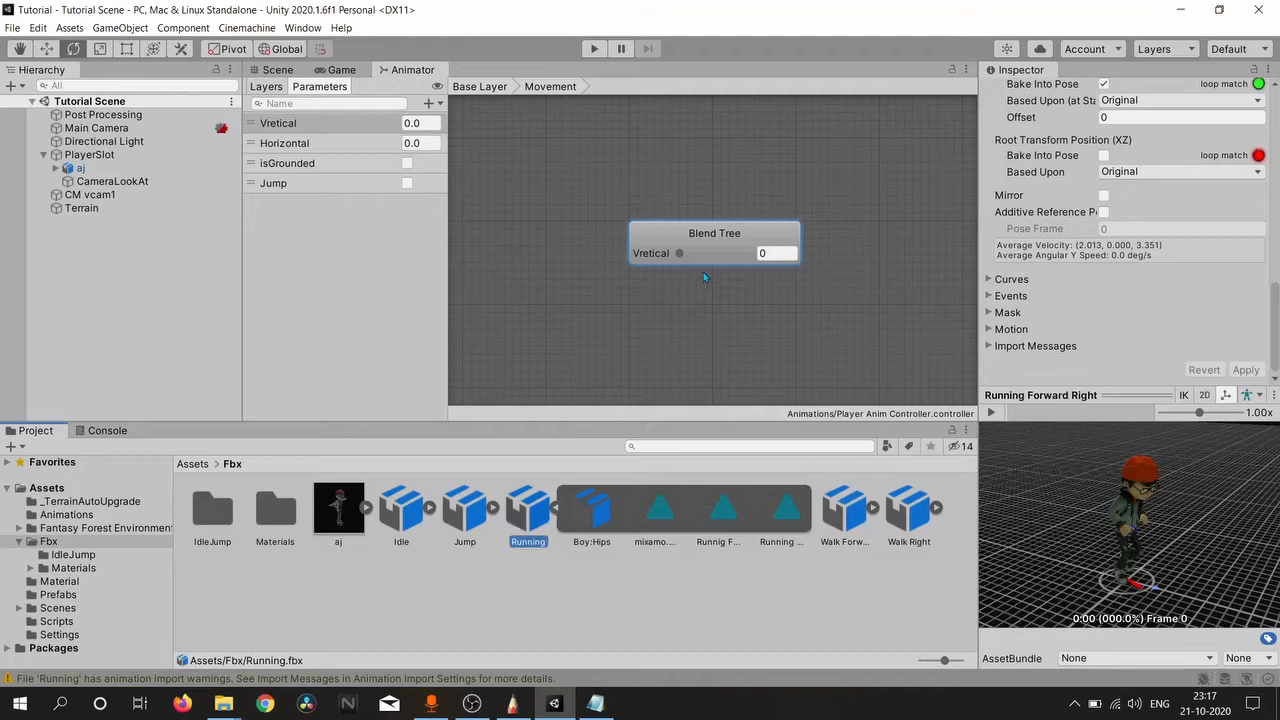 Tutorial - Tutorial Scene - PC, Mac & Linux Standalone - Unity 2020.1.6f1 Personal <DX11>
File Edit Assets GameObject Component Cinemachine Window Help
Pivot Global Account Layers Default
Hierarchy
All
Tutorial Scene
Post Processing
Main Camera
Directional Light
PlayerSlot
aj
CameraLookAt
CM vcam1
Terrain
Scene Game Animator
Layers Parameters
Name
Vretical 0.0
Horizontal 0.0
isGrounded
Jump
Base Layer Movement
Blend Tree
Vretical 0
Animations/Player Anim Controller.controller
Inspector
Bake Into Pose loop match
Based Upon (at Sta Original
Offset 0
Root Transform Position (XZ)
Bake Into Pose loop match
Based Upon Original
Mirror
Additive Reference P
Pose Frame 0
Average Velocity: (2.013, 0.000, 3.351)
Average Angular Y Speed: 0.0 deg/s
Curves
Events
Mask
Motion
Import Messages
Revert Apply
Running Forward Right IK 2D
1.00x
0:00 (000.0%) Frame 0
AssetBundle None None
Project Console
14
Favorites
Assets
_TerrainAutoUpgrade
Animations
Fantasy Forest Environment
Fbx
IdleJump
Materials
Material
Prefabs
Scenes
Scripts
Settings
Packages
Assets > Fbx
IdleJump Materials aj Idle Jump Running Boy:Hips mixamo.... Runnig F... Running ... Walk Forw... Walk Right
Assets/Fbx/Running.fbx
File 'Running' has animation import warnings. See Import Messages in Animation Import Settings for more details.
23:17
21-10-2020